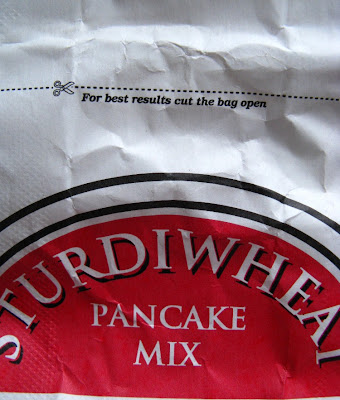 For best results cut the bag open
STURDIWHEAT
PANCAKE
MIX